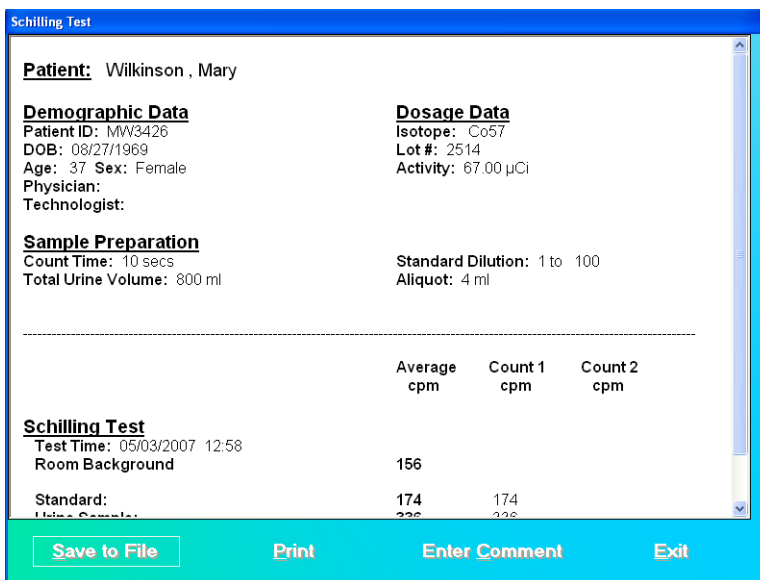 Schilling Test
Patient: Wilkinson , Mary
Demographic Data
Patient ID: MW3426
DOB: 08/27/1969
Age: 37 Sex: Female
Physician:
Technologist:
Dosage Data
Isotope: Co57
Lot #: 2514
Activity: 67.00 µCi
Sample Preparation
Count Time: 10 secs
Total Urine Volume: 800 ml
Standard Dilution: 1 to 100
Aliquot: 4 ml
Average Count 1 Count 2
cpm cpm cpm
Schilling Test
Test Time: 05/03/2007 12:58
Room Background 156
Standard: 174 174
Urine Sample: 336 336
Save to File Print Enter Comment Exit